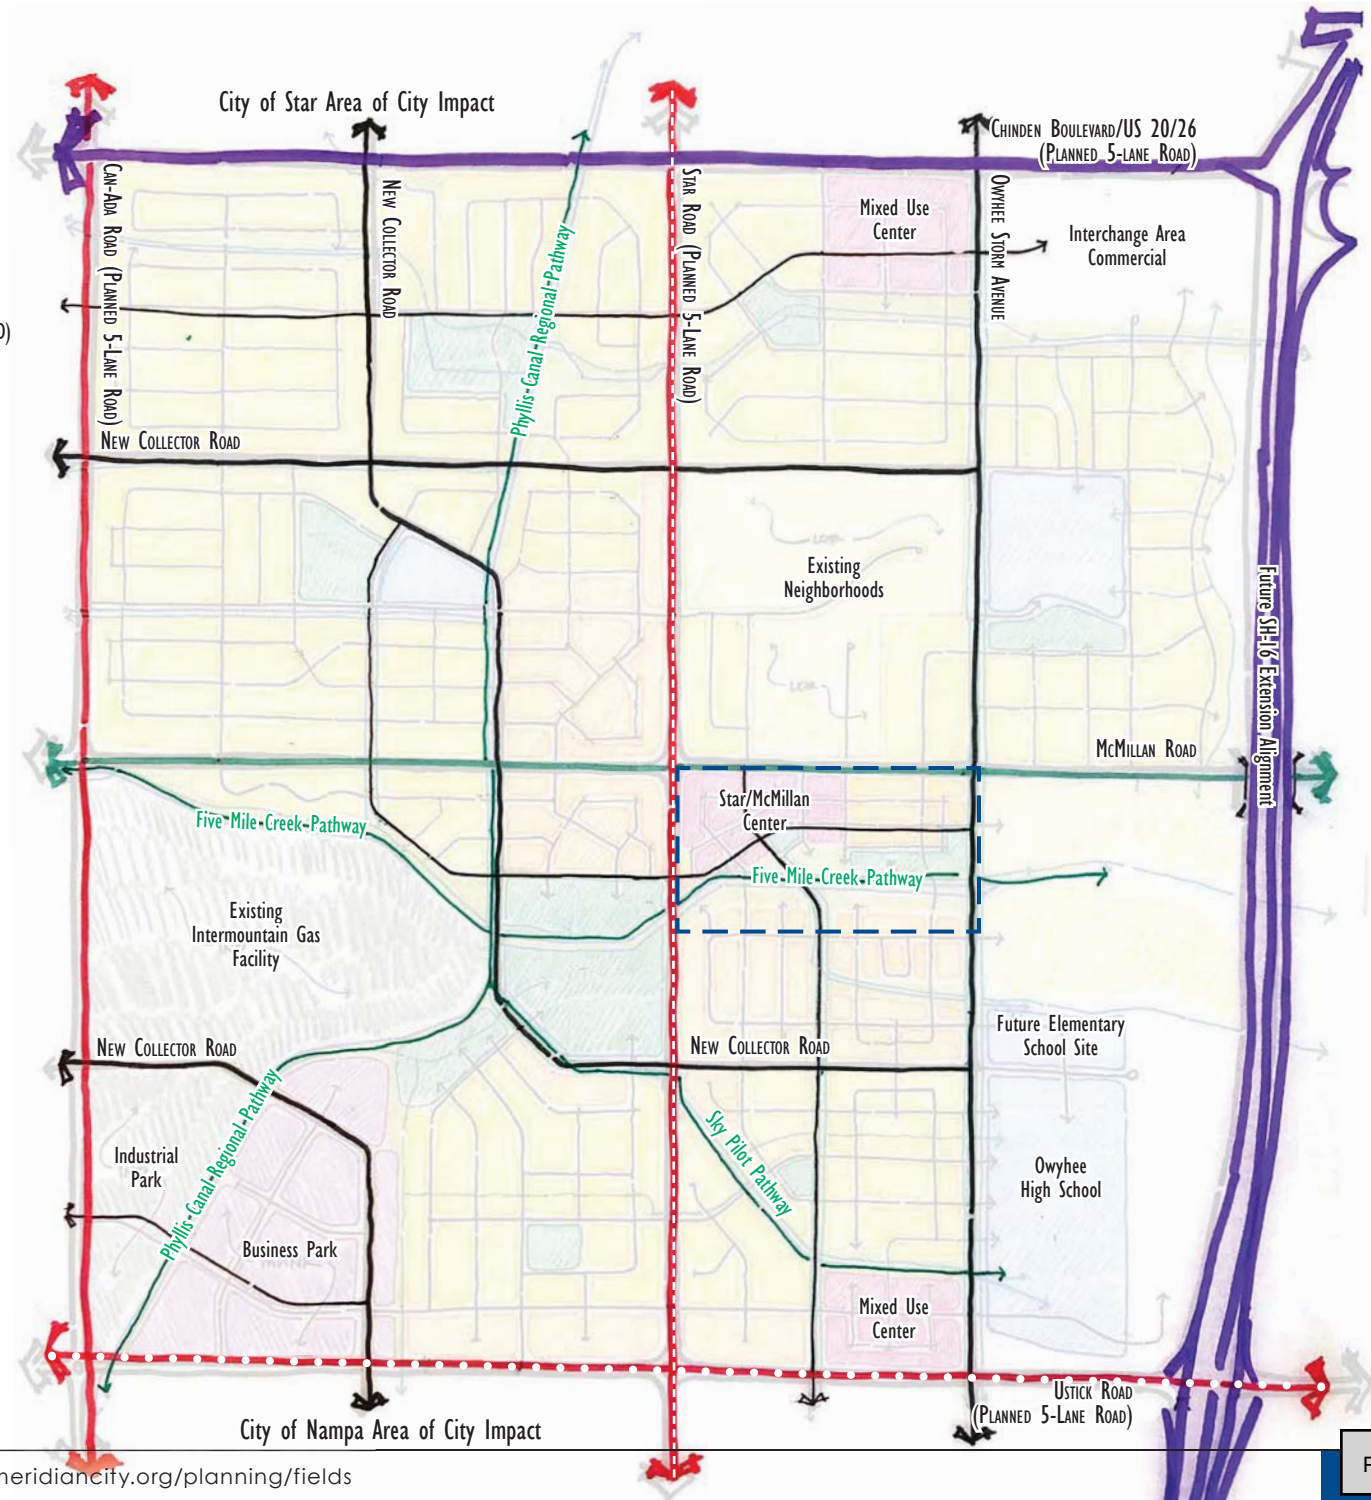 City of Star Area of City Impact
Chinden Boulevard/US 20/26
(Planned 5-lane Road)
Can-Ada Road (Planned 5-Lane Road)
New Collector Road
Phyllis Canal Regional Pathway
Star Road (Planned 5-Lane Road)
Mixed Use
Center
Owyhee Storm Avenue
Interchange Area
Commercial
New Collector Road
Existing
Neighborhoods
Future SH-16 Extension Alignment
McMillan Road
Star/McMillan
Center
Five Mile Creek Pathway
Five Mile Creek Pathway
Existing
Intermountain Gas
Facility
New Collector Road
New Collector Road
Future Elementary
School Site
Phyllis Canal Regional Pathway
Sky Pilot Pathway
Industrial
Park
Owyhee
High School
Business Park
Mixed Use
Center
Ustick Road
(Planned 5-Lane Road)
City of Nampa Area of City Impact
meridiancity.org/planning/fields